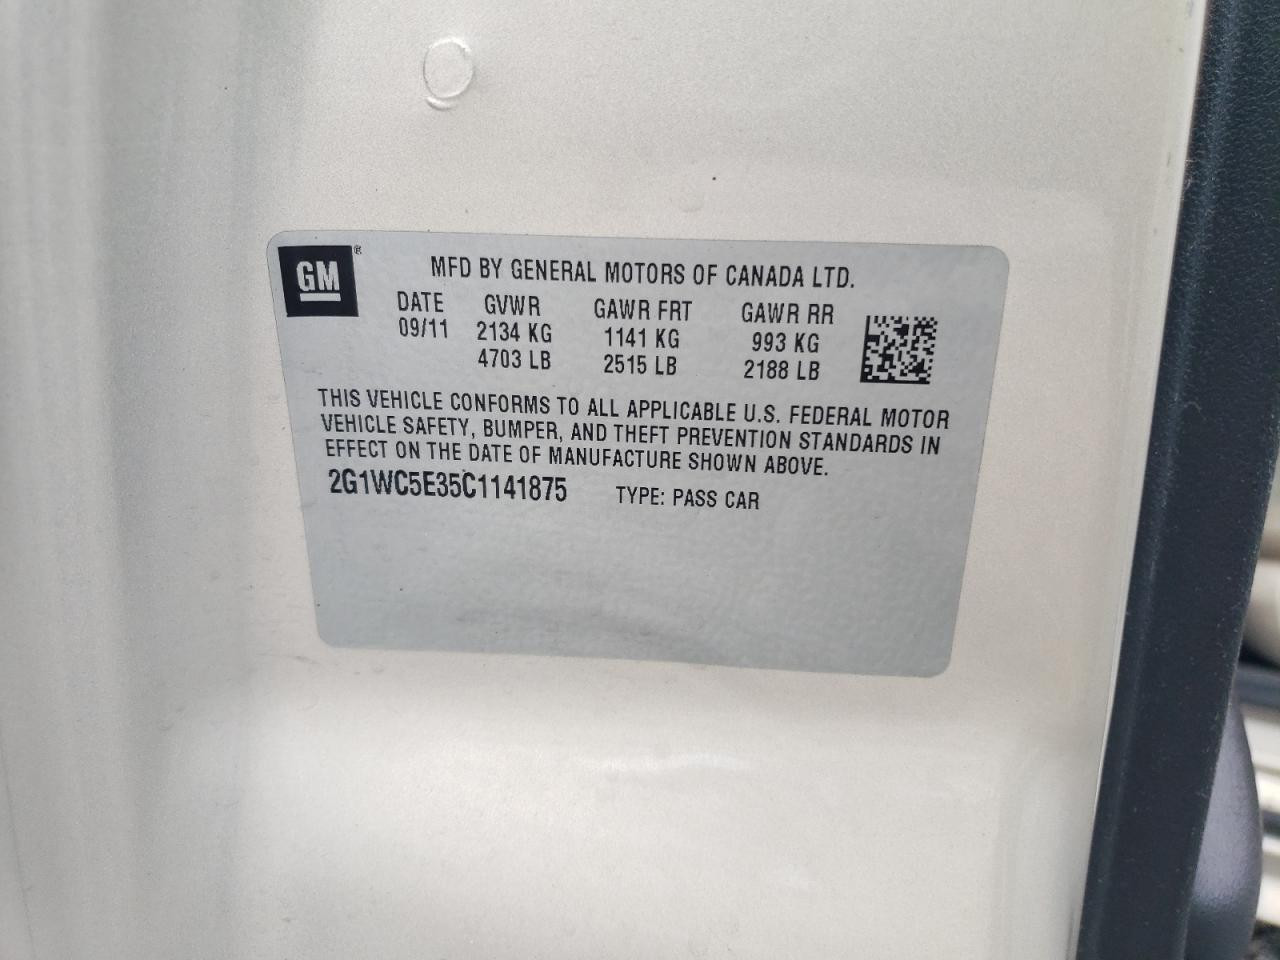 GM®
MFD BY GENERAL MOTORS OF CANADA LTD.
DATE GVWR GAWR FRT GAWR RR
09/11 2134 KG 1141 KG 993 KG
4703 LB 2515 LB 2188 LB
THIS VEHICLE CONFORMS TO ALL APPLICABLE U.S. FEDERAL MOTOR
VEHICLE SAFETY, BUMPER, AND THEFT PREVENTION STANDARDS IN
EFFECT ON THE DATE OF MANUFACTURE SHOWN ABOVE.
2G1WC5E35C1141875 TYPE: PASS CAR